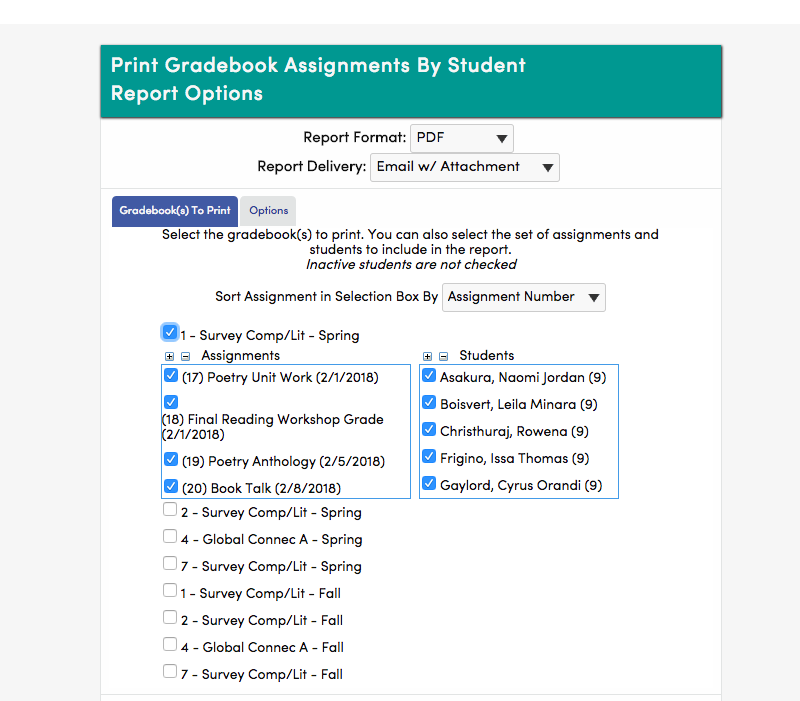 Print Gradebook Assignments By Student
Report Options
Report Format: PDF
Report Delivery: Email w/ Attachment
Gradebook(s) To Print Options
Select the gradebook(s) to print. You can also select the set of assignments and
students to include in the report.
Inactive students are not checked
Sort Assignment in Selection Box By Assignment Number
1 - Survey Comp/Lit - Spring
Assignments
(17) Poetry Unit Work (2/1/2018)
(18) Final Reading Workshop Grade
(2/1/2018)
(19) Poetry Anthology (2/5/2018)
(20) Book Talk (2/8/2018)
Students
Asakura, Naomi Jordan (9)
Boisvert, Leila Minara (9)
Christhuraj, Rowena (9)
Frigino, Issa Thomas (9)
Gaylord, Cyrus Orandi (9)
2 - Survey Comp/Lit - Spring
4 - Global Connec A - Spring
7 - Survey Comp/Lit - Spring
1 - Survey Comp/Lit - Fall
2 - Survey Comp/Lit - Fall
4 - Global Connec A - Fall
7 - Survey Comp/Lit - Fall